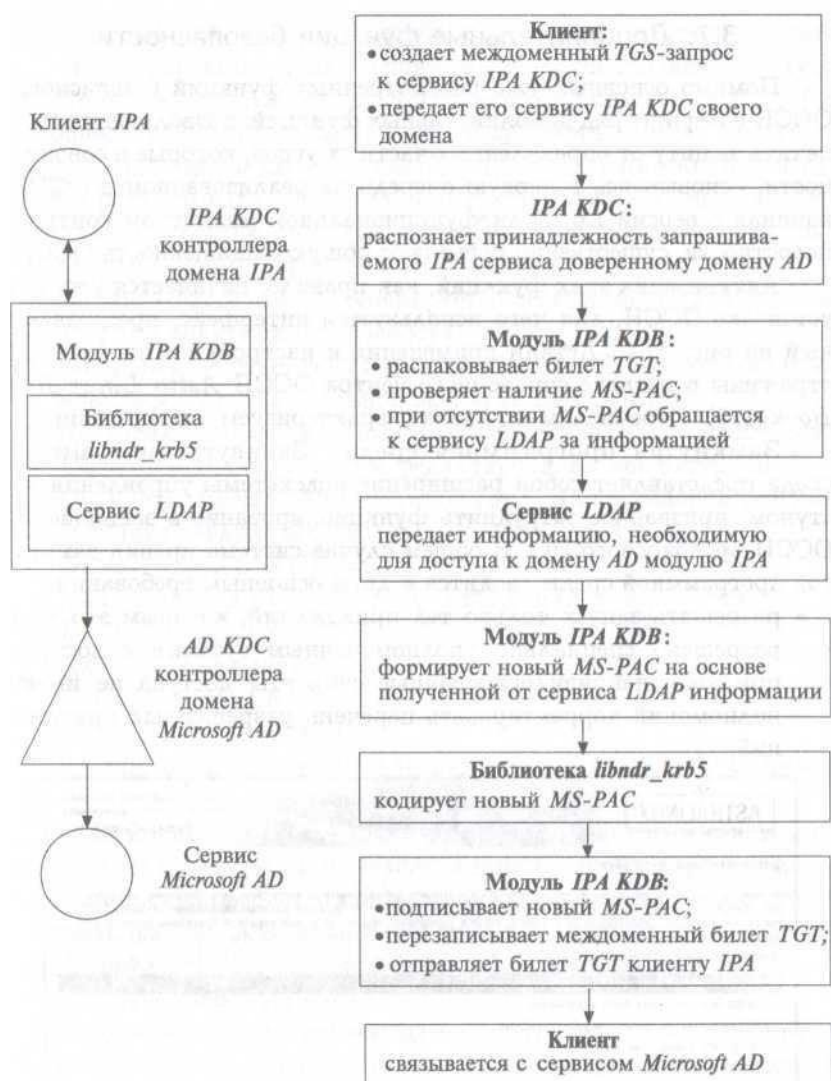 Клиент IPA
IPA KDC
контроллера
домена IPA
Модуль IPA KDB
Библиотека
libndr_krb5
Сервис LDAP
AD KDC
контроллера
домена
Microsoft AD
Сервис
Microsoft AD
Клиент:
•создает междоменный TGS-запрос
к сервису IPA KDC;
•передает его сервису IPA KDC своего
домена
IPA KDC:
распознает принадлежность запрашива-
емого IPA сервиса доверенному домену AD
Модуль IPA KDB:
•распаковывает билет TGT;
•проверяет наличие MS-PAC;
•при отсутствии MS-PAC обращается
к сервису LDAP за информацией
Сервис LDAP
передает информацию, необходимую
для доступа к домену AD модулю IPA
Модуль IPA KDB:
формирует новый MS-PAC на основе
полученной от сервиса LDAP информации
Библиотека libndr_krb5
кодирует новый MS-PAC
Модуль IPA KDB:
•подписывает новый MS-PAC;
•перезаписывает междоменный билет TGT;
•отправляет билет TGT клиенту IPA
Клиент
связывается с сервисом Microsoft AD